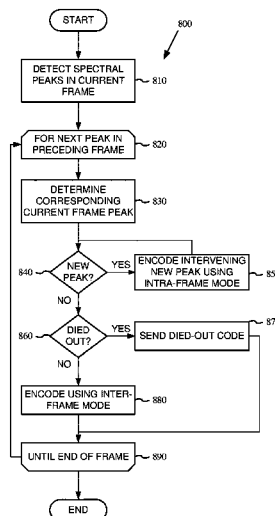 START
800
DETECT SPECTRAL
PEAKS IN CURRENT
FRAME
810
FOR NEXT PEAK IN
PRECEDING FRAME
820
DETERMINE
CORRESPONDING
CURRENT FRAME PEAK
830
840
NEW
PEAK?
YES
ENCODE INTERVENING
NEW PEAK USING
INTRA-FRAME MODE
85
NO
860
DIED
OUT?
YES
SEND DIED-OUT CODE
87
NO
ENCODE USING INTER-
FRAME MODE
880
UNTIL END OF FRAME
890
END